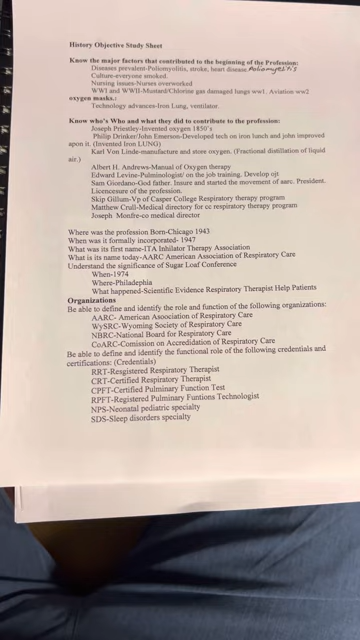 History Objective Study Sheet
Know the major factors that contributed to the beginning of the Profession:
Diseases prevalent-Poliomyolitis, stroke, heart disease Poliomyelitis
Culture-everyone smoked.
Nursing issues-Nurses overworked
WWI and WWII-Mustard/Chlorine gas damaged lungs ww1. Aviation ww2
oxygen masks.:
Technology advances-Iron Lung, ventilator.
Know who's Who and what they did to contribute to the profession:
Joseph Priestley-Invented oxygen 1850's
Philip Drinker/John Emerson-Developed tech on iron lunch and john improved
apon it. (Invented Iron LUNG)
Karl Von Linde-manufacture and store oxygen. (Fractional distillation of liquid
air.)
Albert H. Andrews-Manual of Oxygen therapy
Edward Levine-Pulminologist/ on the job training. Develop ojt
Sam Giordano-God father. Insure and started the movement of aarc. President.
Licencesure of the profession.
Skip Gillum-Vp of Casper College Respiratory therapy program
Matthew Crull-Medical directory for cc respiratory therapy program
Joseph Monfre-co medical director
Where was the profession Born-Chicago 1943
When was it formally incorporated- 1947
What was its first name-ITA Inhilator Therapy Association
What is its name today-AARC American Association of Respiratory Care
Understand the significance of Sugar Loaf Conference
When-1974
Where-Philadephia
What happened-Scientific Evidence Respiratory Therapist Help Patients
Organizations
Be able to define and identify the role and function of the following organizations:
AARC- American Asociation of Respiratory Care
WySRC-Wyoming Society of Respiratory Care
NBRC-National Board for Respiratory Care
CoARC-Comission on Accredidation of Respiratory Care
Be able to define and identify the functional role of the following credentials and
certifications: (Credentials)
RRT-Resgistered Respiratory Therapist
CRT-Certified Respiratory Therapist
CPFT-Certified Pulminary Function Test
RPFT-Registered Pulminary Funtions Technologist
NPS-Neonatal pediatric specialty
SDS-Sleep disorders specialty